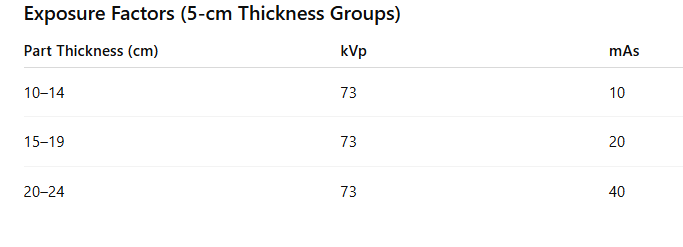 Exposure Factors (5-cm Thickness Groups)
Part Thickness (cm) kVp mAs
10–14 73 10
15–19 73 20
20–24 73 40